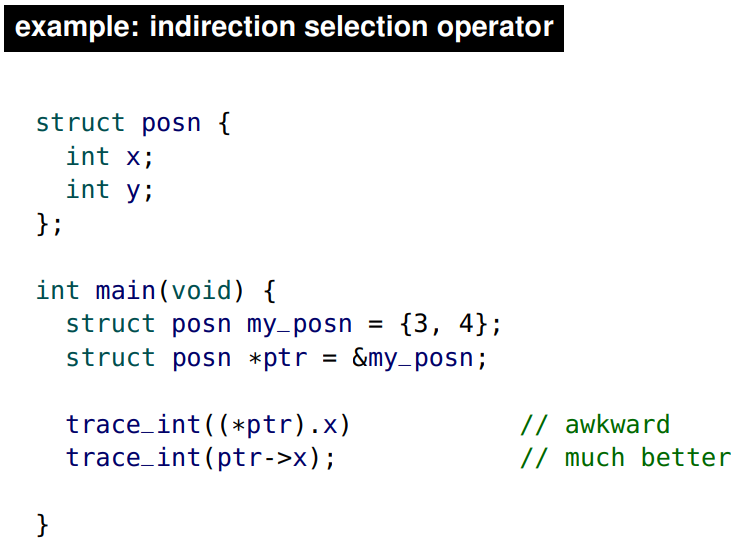 example: indirection selection operator
struct posn {
  int x;
  int y;
};
int main(void) {
  struct posn my_posn = {3, 4};
  struct posn *ptr = &my_posn;
  trace_int((*ptr).x)            // awkward
  trace_int(ptr->x);             // much better
}